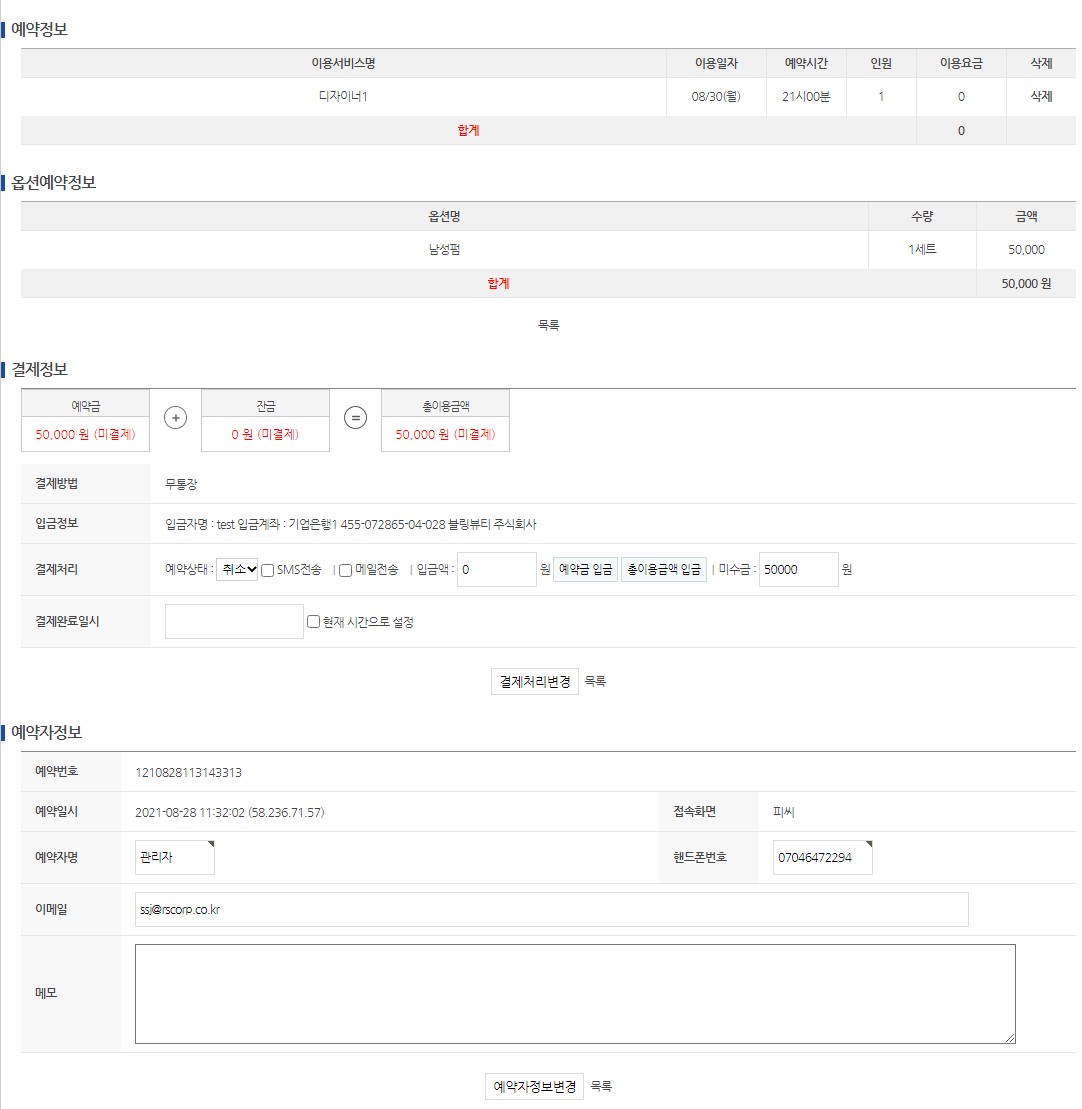 예약정보
이용서비스명 이용일자 예약시간 인원 이용요금 삭제
디자이너1 08/30(월) 21시00분 1 0 삭제
합계 0
옵션예약정보
옵션명 수량 금액
남성펌 1세트 50,000
합계 50,000 원
목록
결제정보
예약금 잔금 총이용금액
50,000 원 (미결제) + 0 원 (미결제) = 50,000 원 (미결제)
결제방법 무통장
입금정보 입금자명 : test 입금계좌 : 기업은행1 455-072865-04-028 블링뷰티 주식회사
결제처리 예약상태 : 취소 SMS전송 | 메일전송 | 입금액 : 0 원 예약금 입금 총이용금액 입금 | 미수금 : 50000 원
결제완료일시 현재 시간으로 설정
결제처리변경 목록
예약자정보
예약번호 1210828113143313
예약일시 2021-08-28 11:32:02 (58.236.71.57) 접속화면 피씨
예약자명 관리자 핸드폰번호 07046472294
이메일 ssj@rscorp.co.kr
메모
예약자정보변경 목록